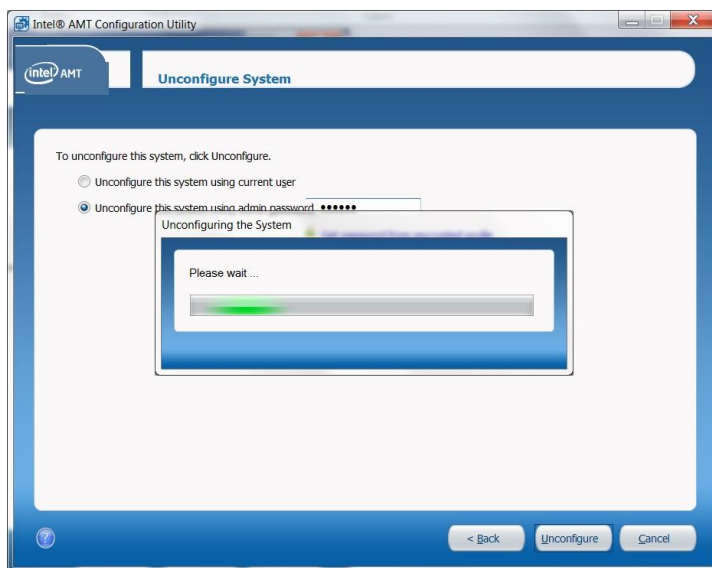 Intel® AMT Configuration Utility
intel AMT
Unconfigure System
To unconfigure this system, click Unconfigure.
Unconfigure this system using current user
Unconfigure this system using admin password ••••••
Unconfiguring the System
Please wait ...
< Back
Unconfigure
Cancel